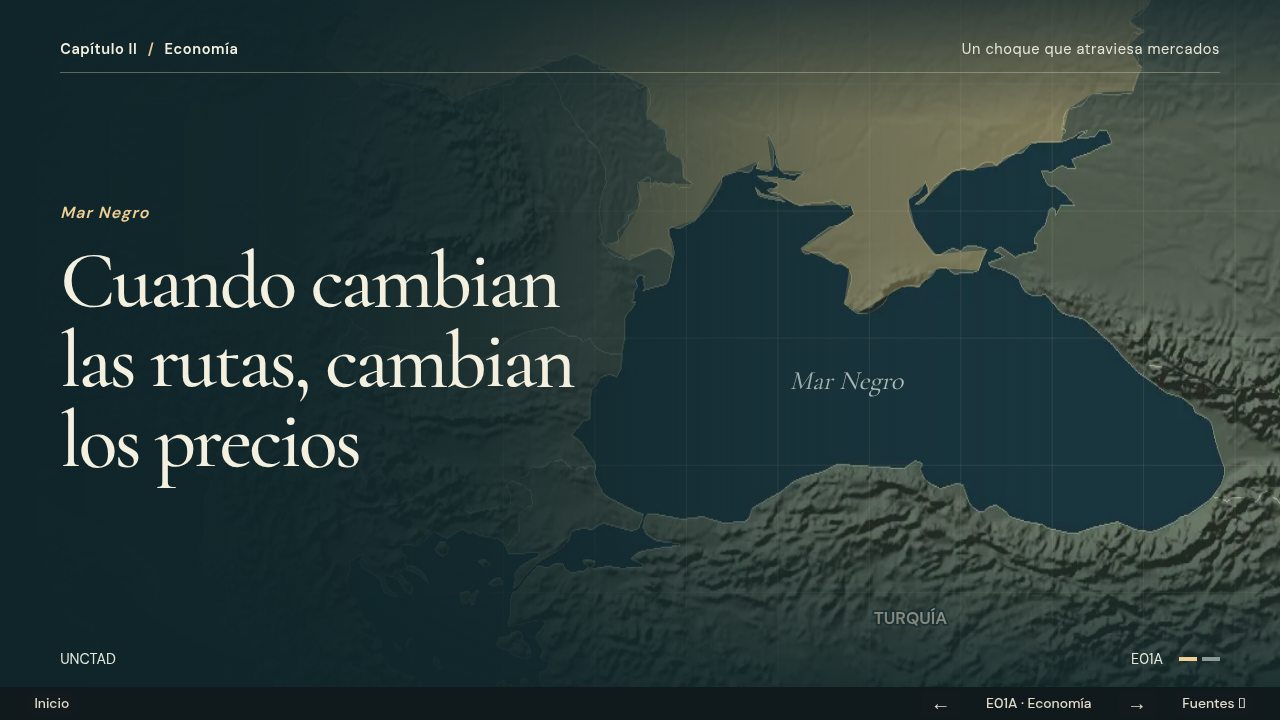 Capítulo II / Economía
Un choque que atraviesa mercados
Mar Negro
Cuando cambian
las rutas, cambian
los precios
Mar Negro
TURQUÍA
UNCTAD
E01A
Inicio
← E01A · Economía →
Fuentes